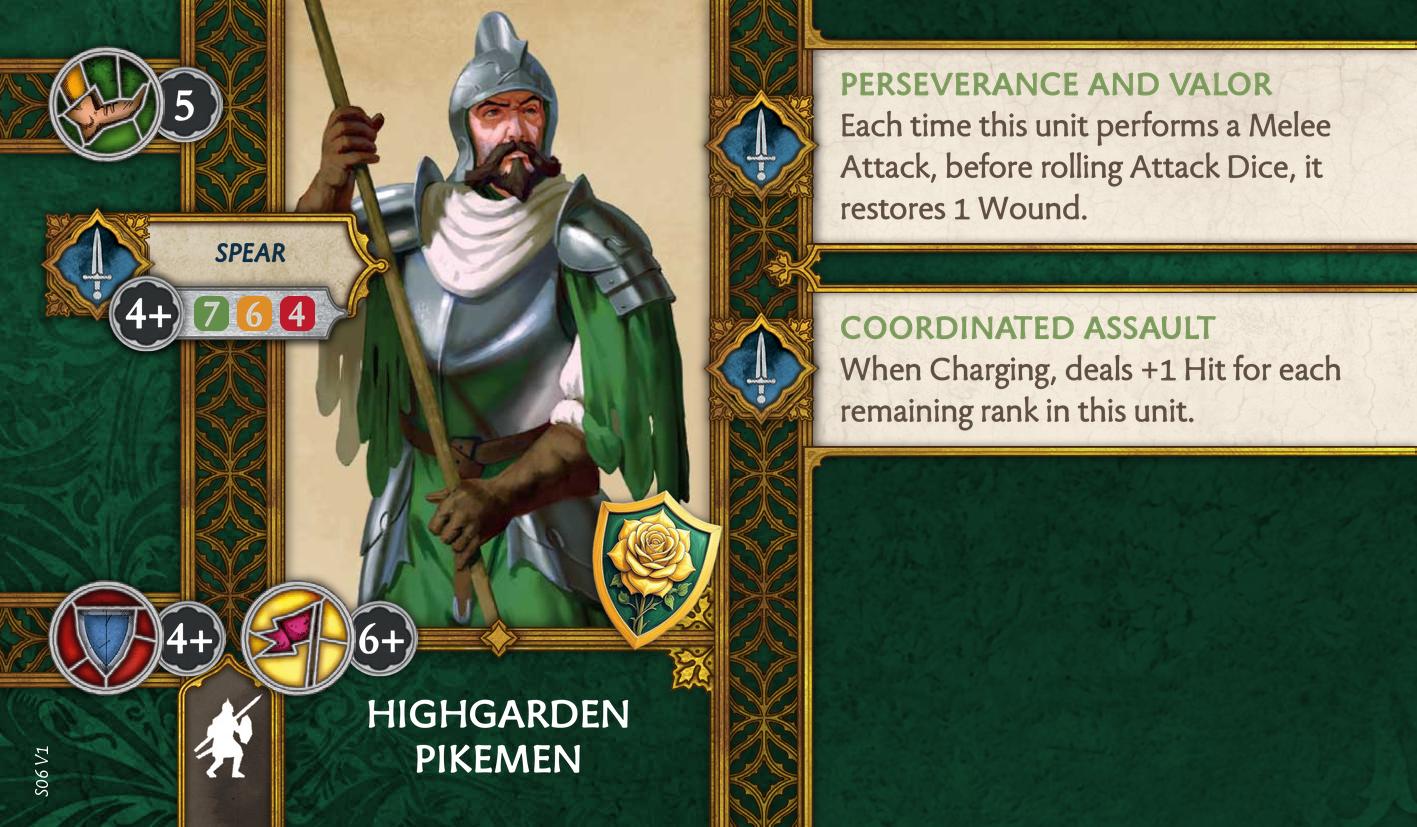 5
SPEAR
4+ 7 6 4
4+
6+
HIGHGARDEN
PIKEMEN
S06 V1
PERSEVERANCE AND VALOR
Each time this unit performs a Melee
Attack, before rolling Attack Dice, it
restores 1 Wound.
COORDINATED ASSAULT
When Charging, deals +1 Hit for each
remaining rank in this unit.